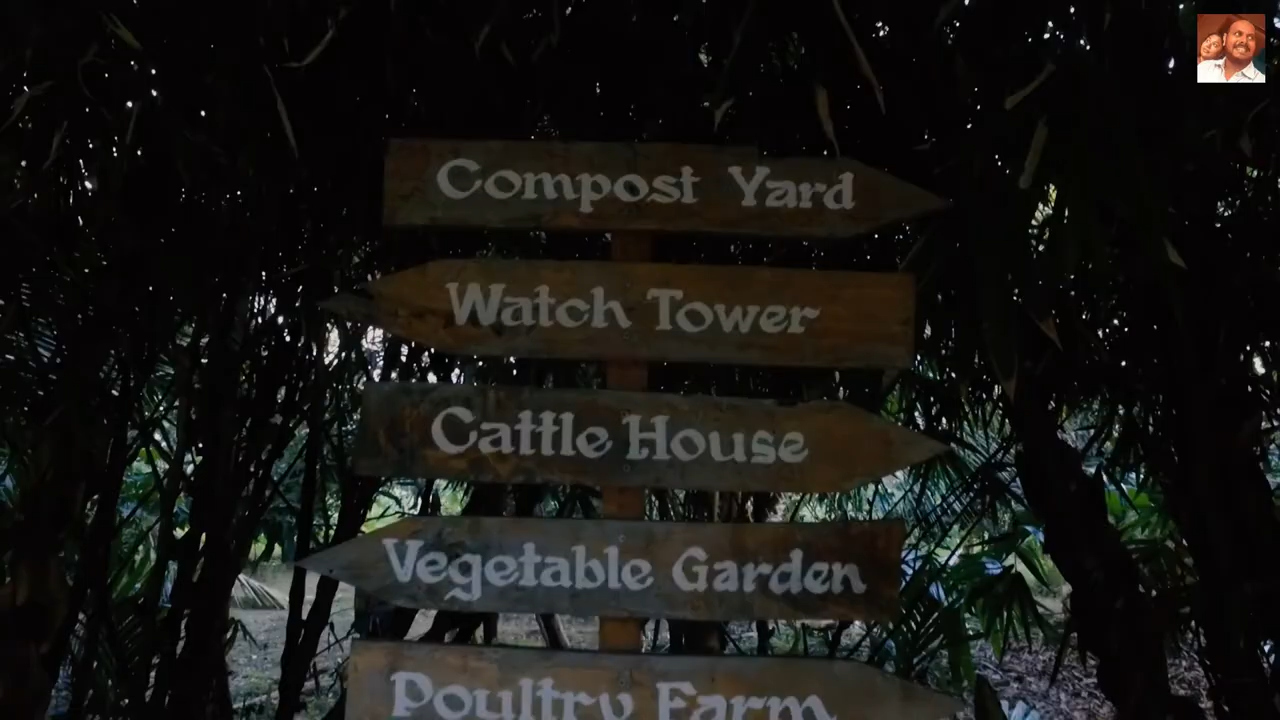 Compost Yard
Watch Tower
Cattle House
Vegetable Garden
Poultry Farm